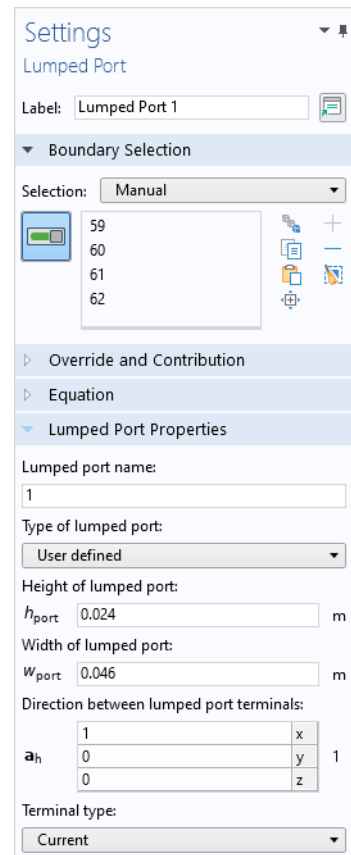 Settings
Lumped Port
Label: Lumped Port 1
Boundary Selection
Selection: Manual
59
60
61
62
Override and Contribution
Equation
Lumped Port Properties
Lumped port name:
1
Type of lumped port:
User defined
Height of lumped port:
hport 0.024 m
Width of lumped port:
wport 0.046 m
Direction between lumped port terminals:
1 x
ah 0 y 1
0 z
Terminal type:
Current